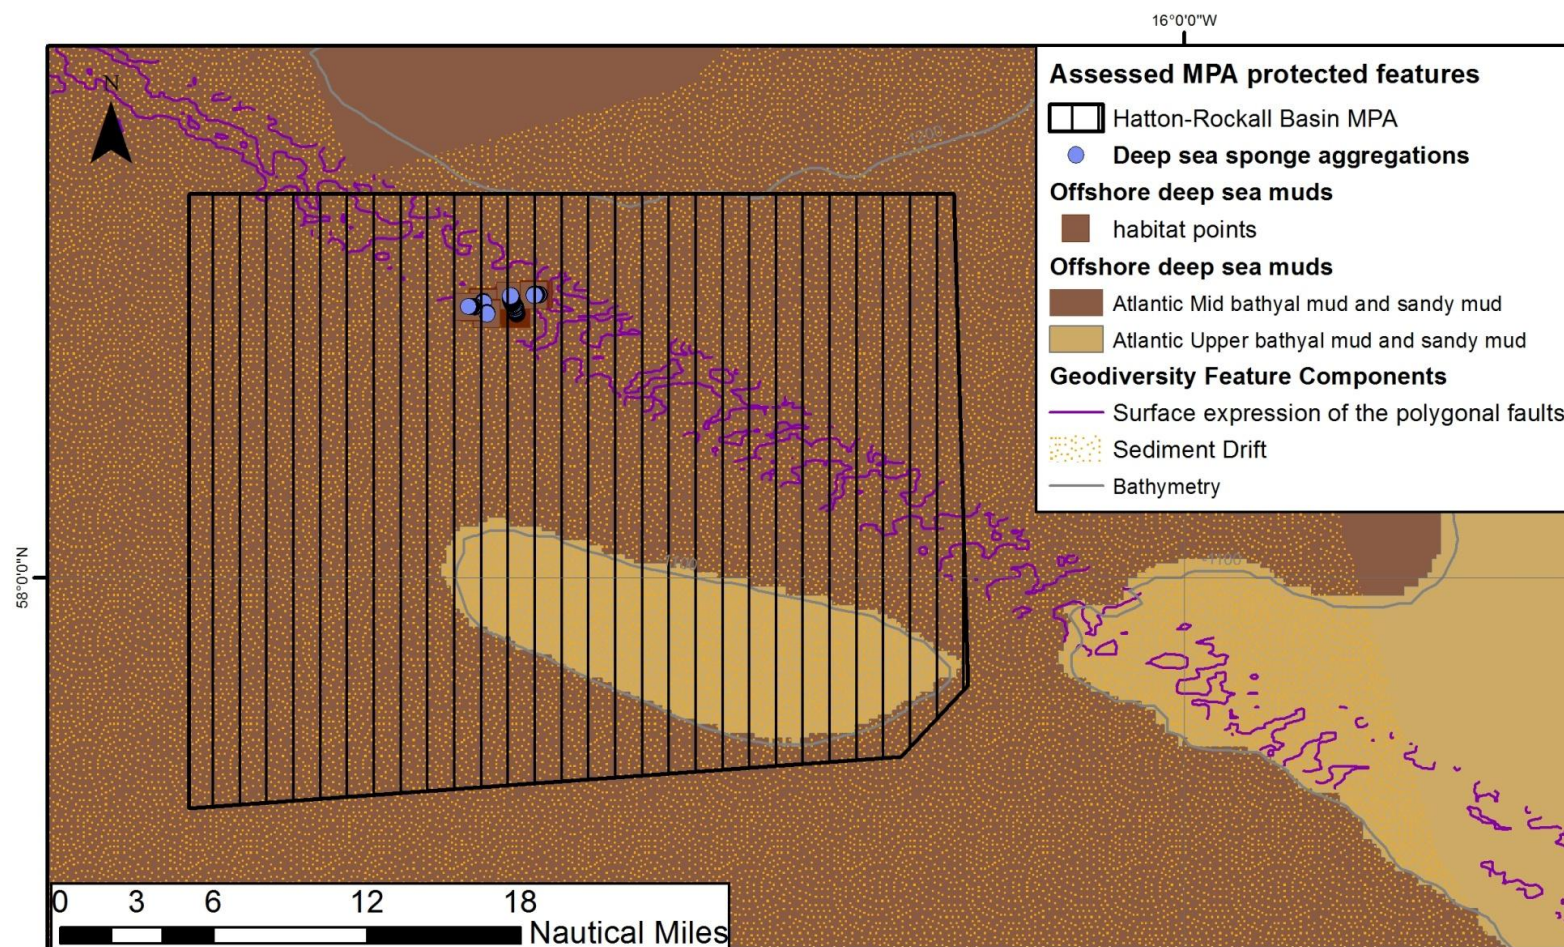 16°0'0"W
N
Assessed MPA protected features
Hatton-Rockall Basin MPA
Deep sea sponge aggregations
Offshore deep sea muds
habitat points
Offshore deep sea muds
Atlantic Mid bathyal mud and sandy mud
Atlantic Upper bathyal mud and sandy mud
Geodiversity Feature Components
Surface expression of the polygonal faults
Sediment Drift
Bathymetry
58°0'0"N
-1100
0 3 6 12 18
Nautical Miles